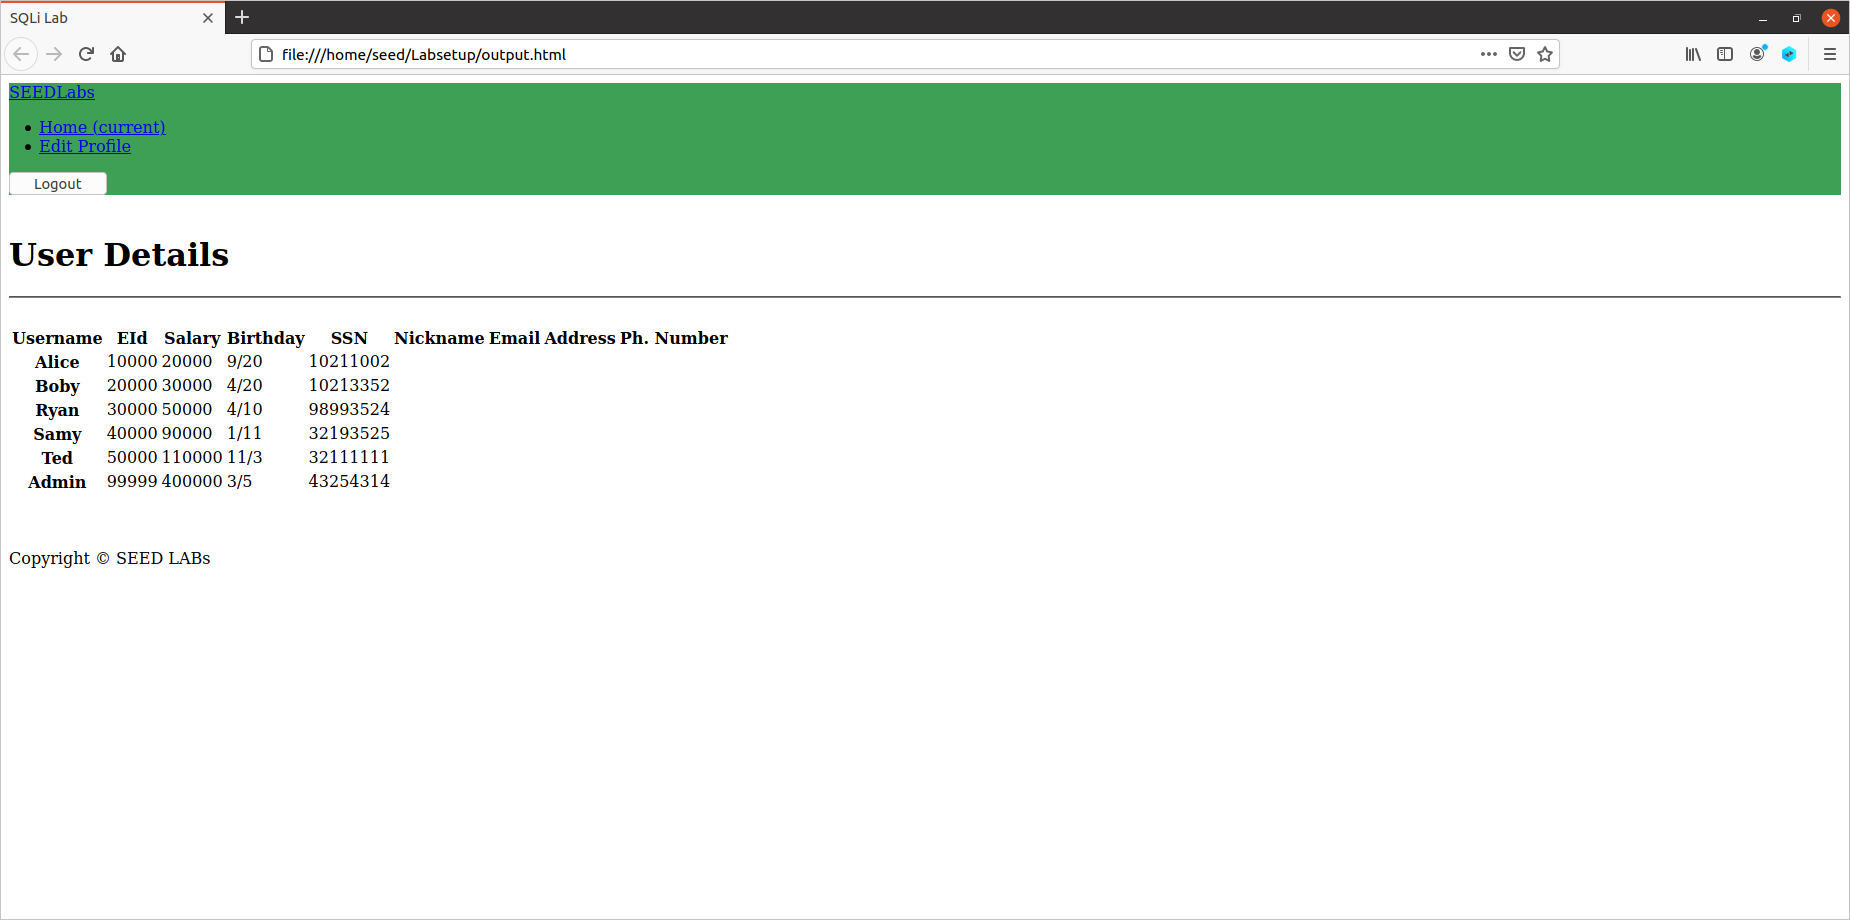 SQLi Lab
file:///home/seed/Labsetup/output.html
SEEDLabs
Home (current)
Edit Profile
Logout
User Details
Username EId Salary Birthday SSN Nickname Email Address Ph. Number
Alice 10000 20000 9/20 10211002
Boby 20000 30000 4/20 10213352
Ryan 30000 50000 4/10 98993524
Samy 40000 90000 1/11 32193525
Ted 50000 110000 11/3 32111111
Admin 99999 400000 3/5 43254314
Copyright © SEED LABs